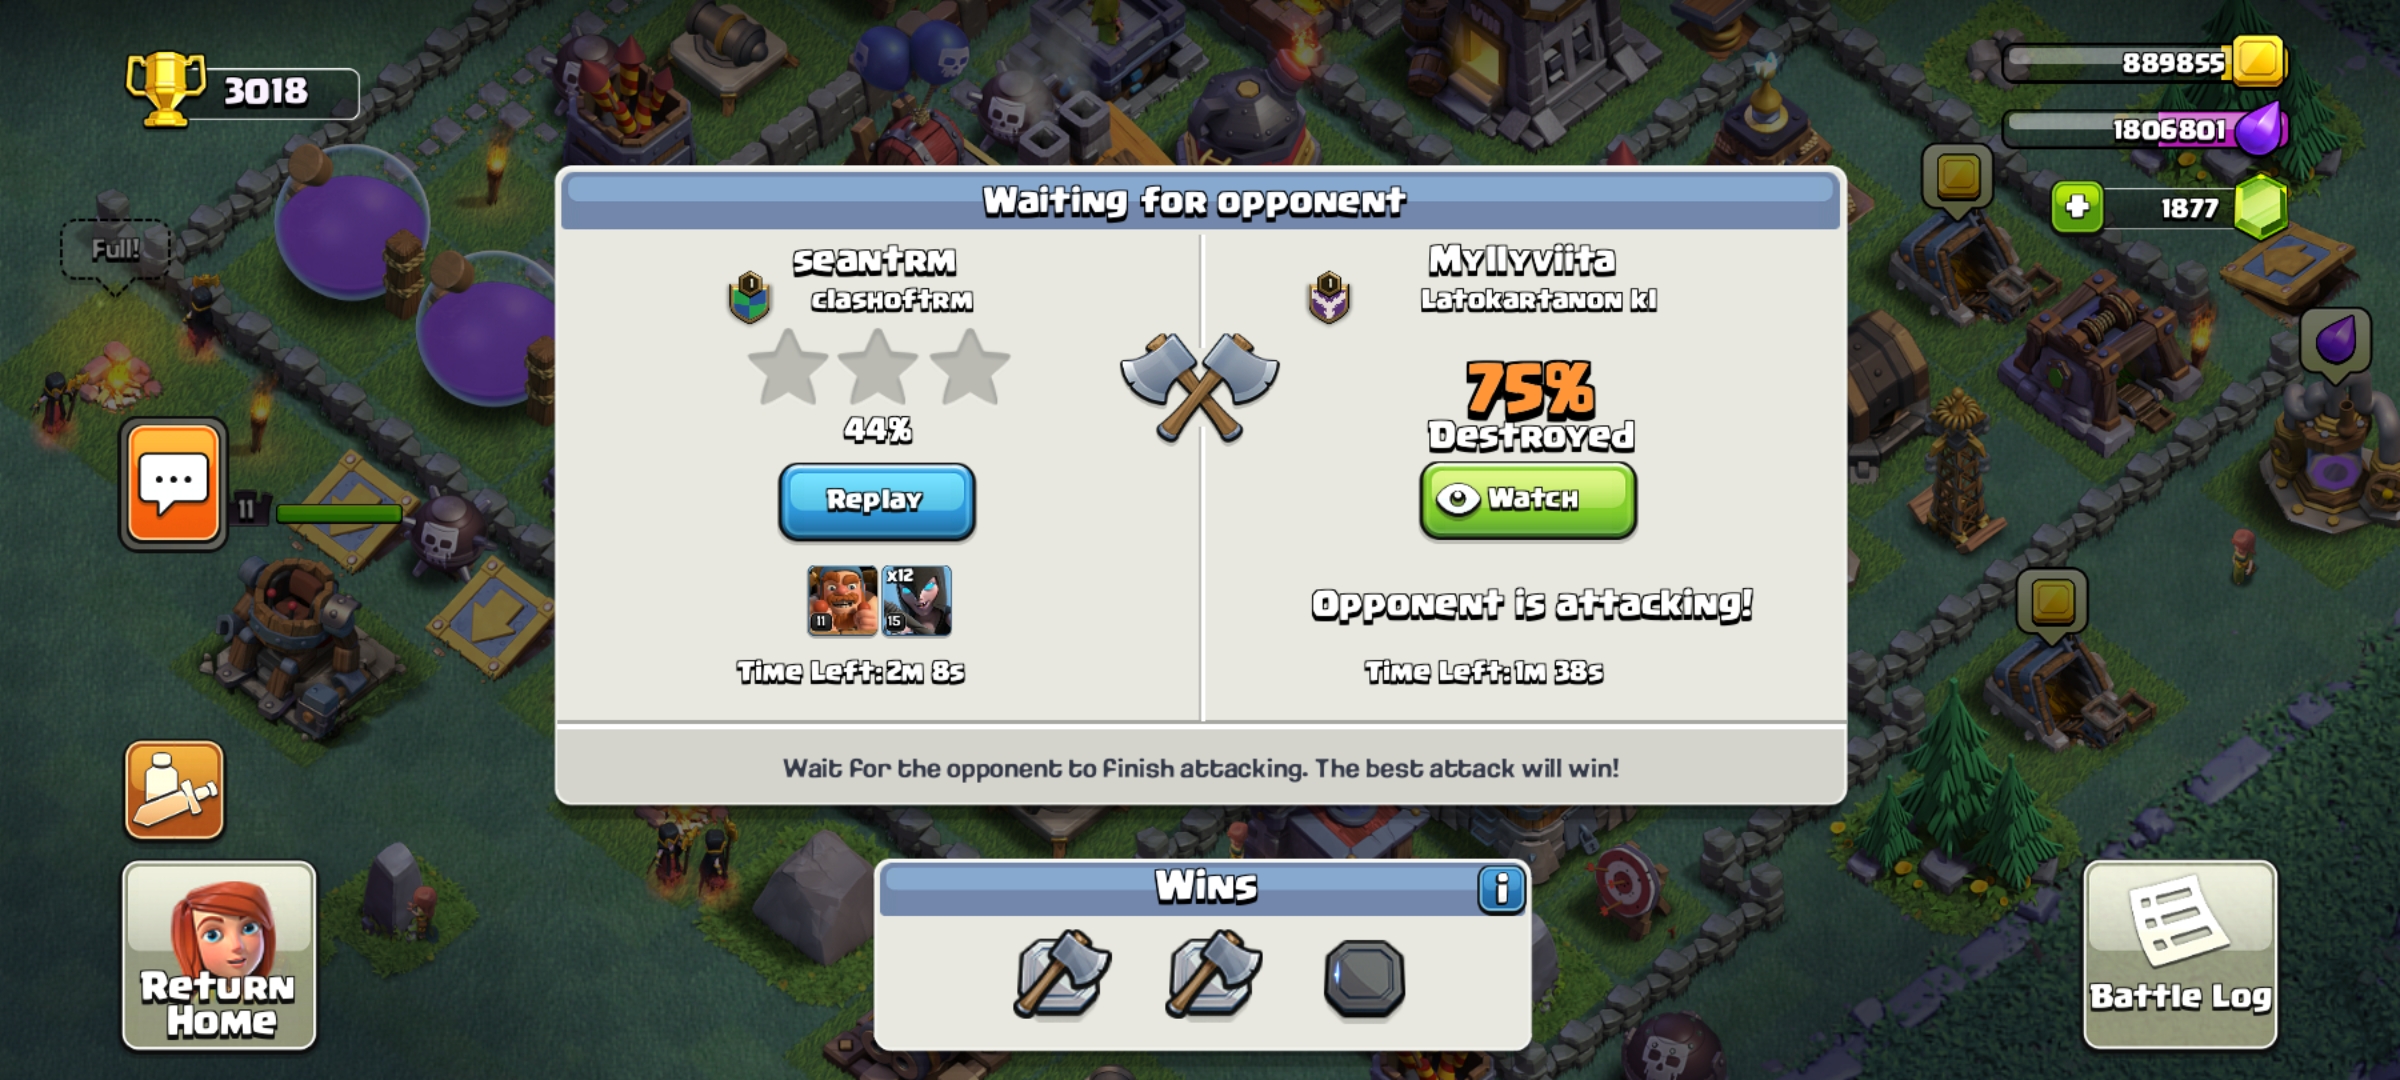 3018
889855
1806801
1877
Full!
11
Waiting for opponent
seantrm
1
clashoftrm
44%
Replay
11
x12
15
Time Left:2m 8s
Myllyviita
1
Latokartanon kl
75%
Destroyed
Watch
Opponent is attacking!
Time Left:1m 38s
Wait for the opponent to finish attacking. The best attack will win!
Wins
i
Return
Home
Battle Log